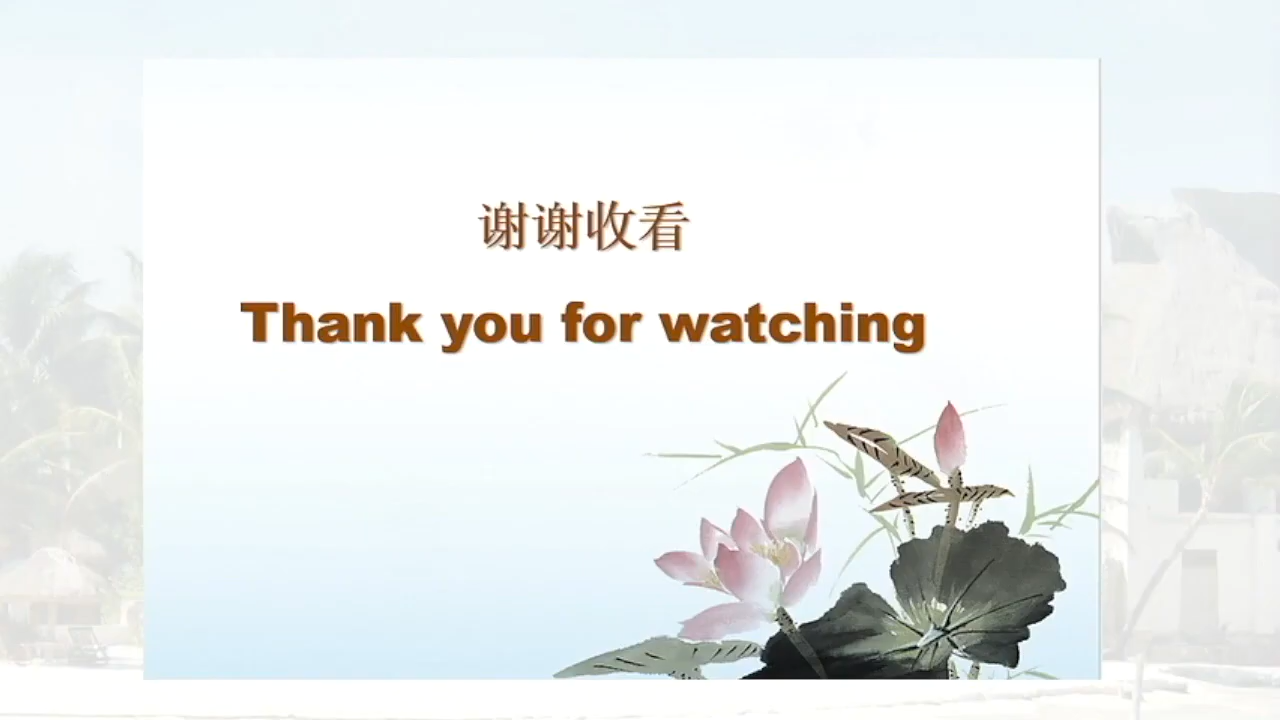 谢谢收看
Thank you for watching